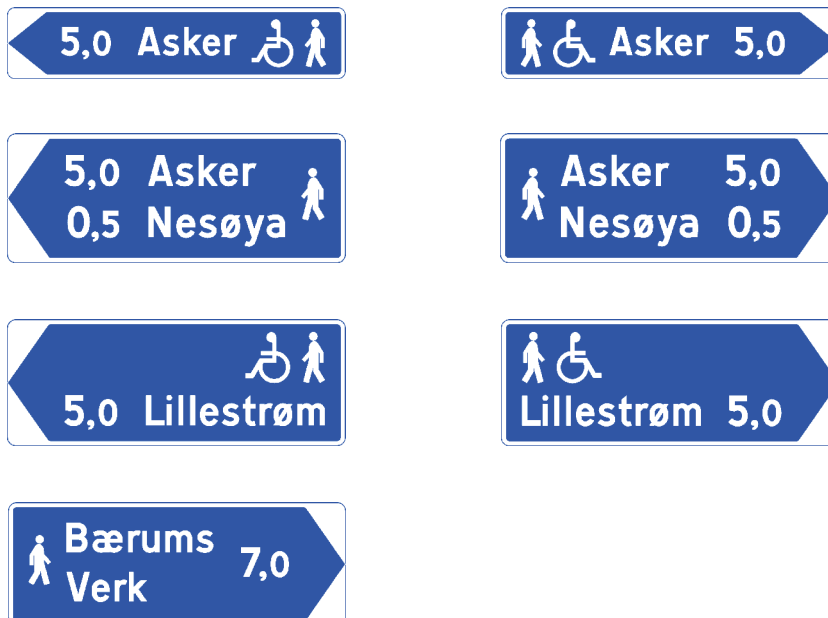 5,0 Asker
Asker 5,0
5,0 Asker
0,5 Nesøya
Asker 5,0
Nesøya 0,5
5,0 Lillestrøm
Lillestrøm 5,0
Bærums
Verk
7,0